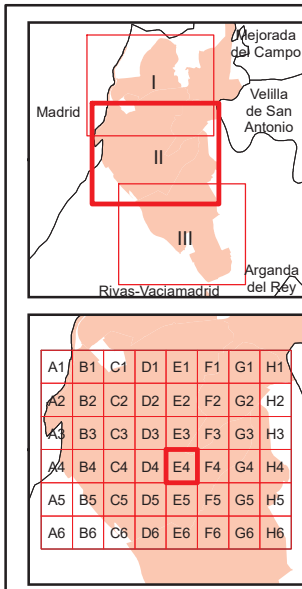 Mejorada
del Campo
I
Madrid
Velilla
de San
Antonio
II
III
Arganda
del Rey
Rivas-Vaciamadrid
A1 B1 C1 D1 E1 F1 G1 H1
A2 B2 C2 D2 E2 F2 G2 H2
A3 B3 C3 D3 E3 F3 G3 H3
A4 B4 C4 D4 E4 F4 G4 H4
A5 B5 C5 D5 E5 F5 G5 H5
A6 B6 C6 D6 E6 F6 G6 H6